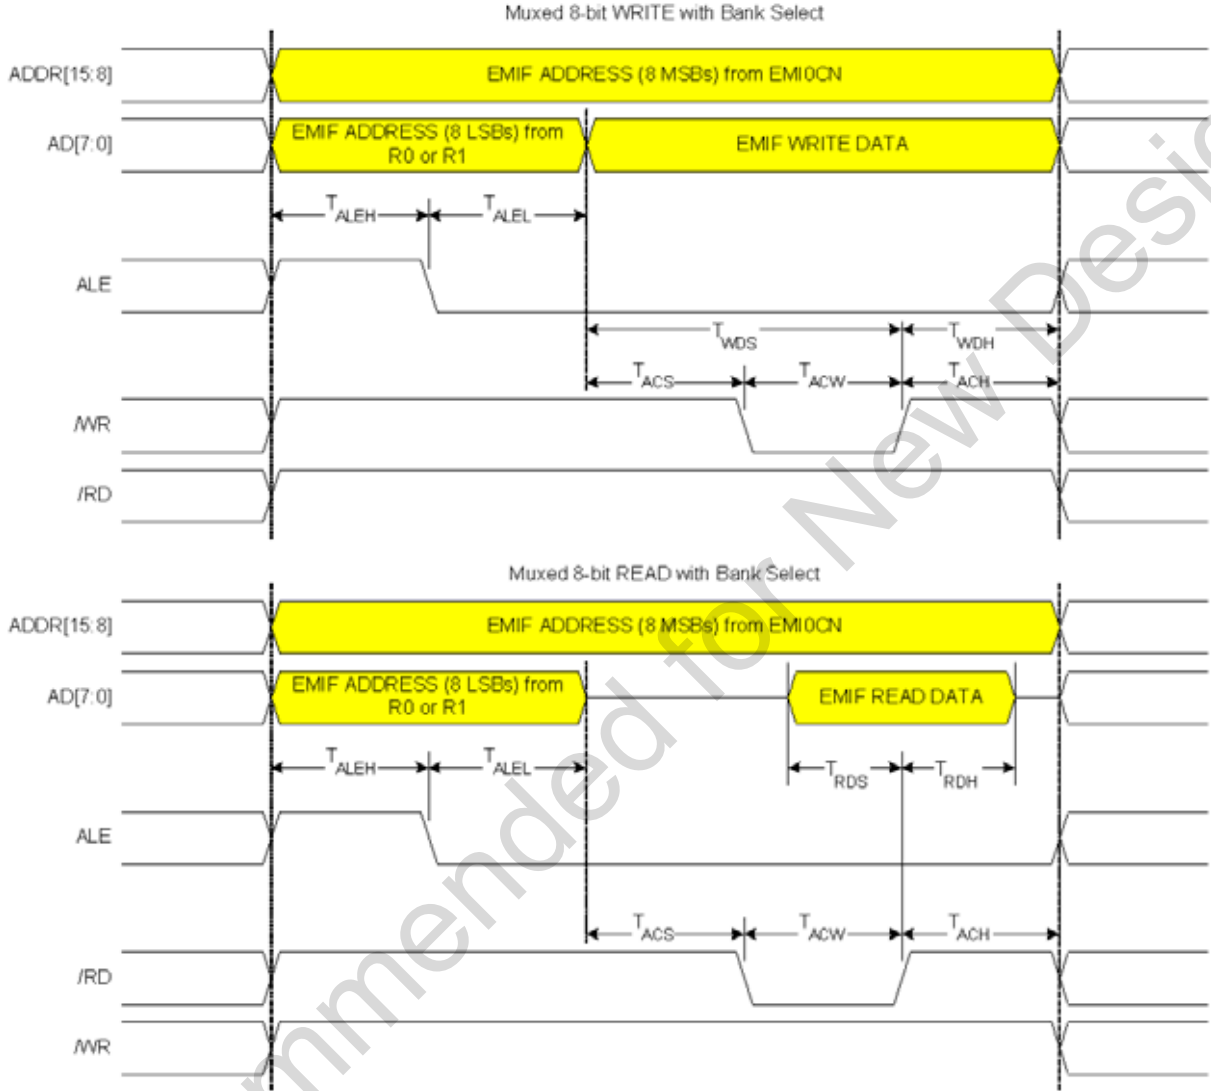 Muxed 8-bit WRITE with Bank Select
ADDR[15:8]
EMIF ADDRESS (8 MSBs) from EMI0CN
AD[7:0]
EMIF ADDRESS (8 LSBs) from
R0 or R1
EMIF WRITE DATA
TALEH
TALEL
ALE
TWDS
TWDH
TACS
TACW
TACH
/WR
/RD
Muxed 8-bit READ with Bank Select
ADDR[15:8]
EMIF ADDRESS (8 MSBs) from EMI0CN
AD[7:0]
EMIF ADDRESS (8 LSBs) from
R0 or R1
EMIF READ DATA
TALEH
TALEL
TRDS
TRDH
ALE
TACS
TACW
TACH
/RD
/WR
mmended for New Desig